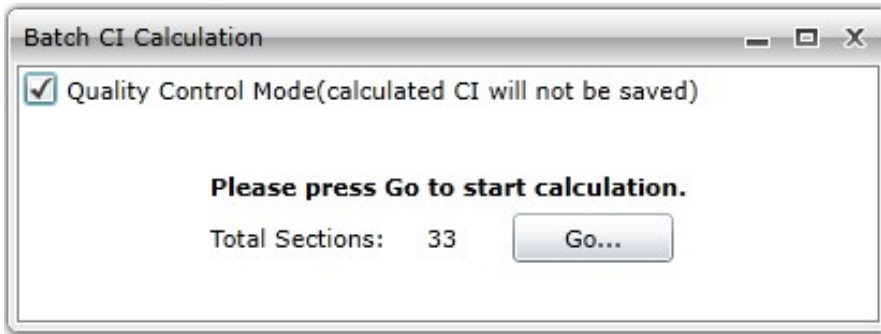 Batch CI Calculation
Quality Control Mode(calculated CI will not be saved)
Please press Go to start calculation.
Total Sections: 33 Go...